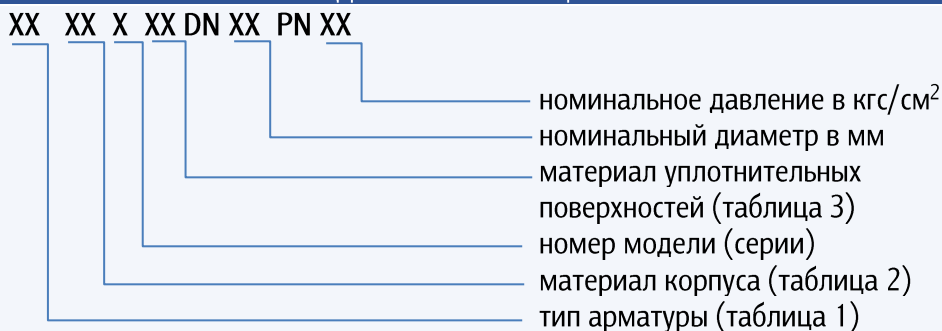 XX XX X XX DN XX PN XX
номинальное давление в кгс/см²
номинальный диаметр в мм
материал уплотнительных
поверхностей (таблица 3)
номер модели (серии)
материал корпуса (таблица 2)
тип арматуры (таблица 1)